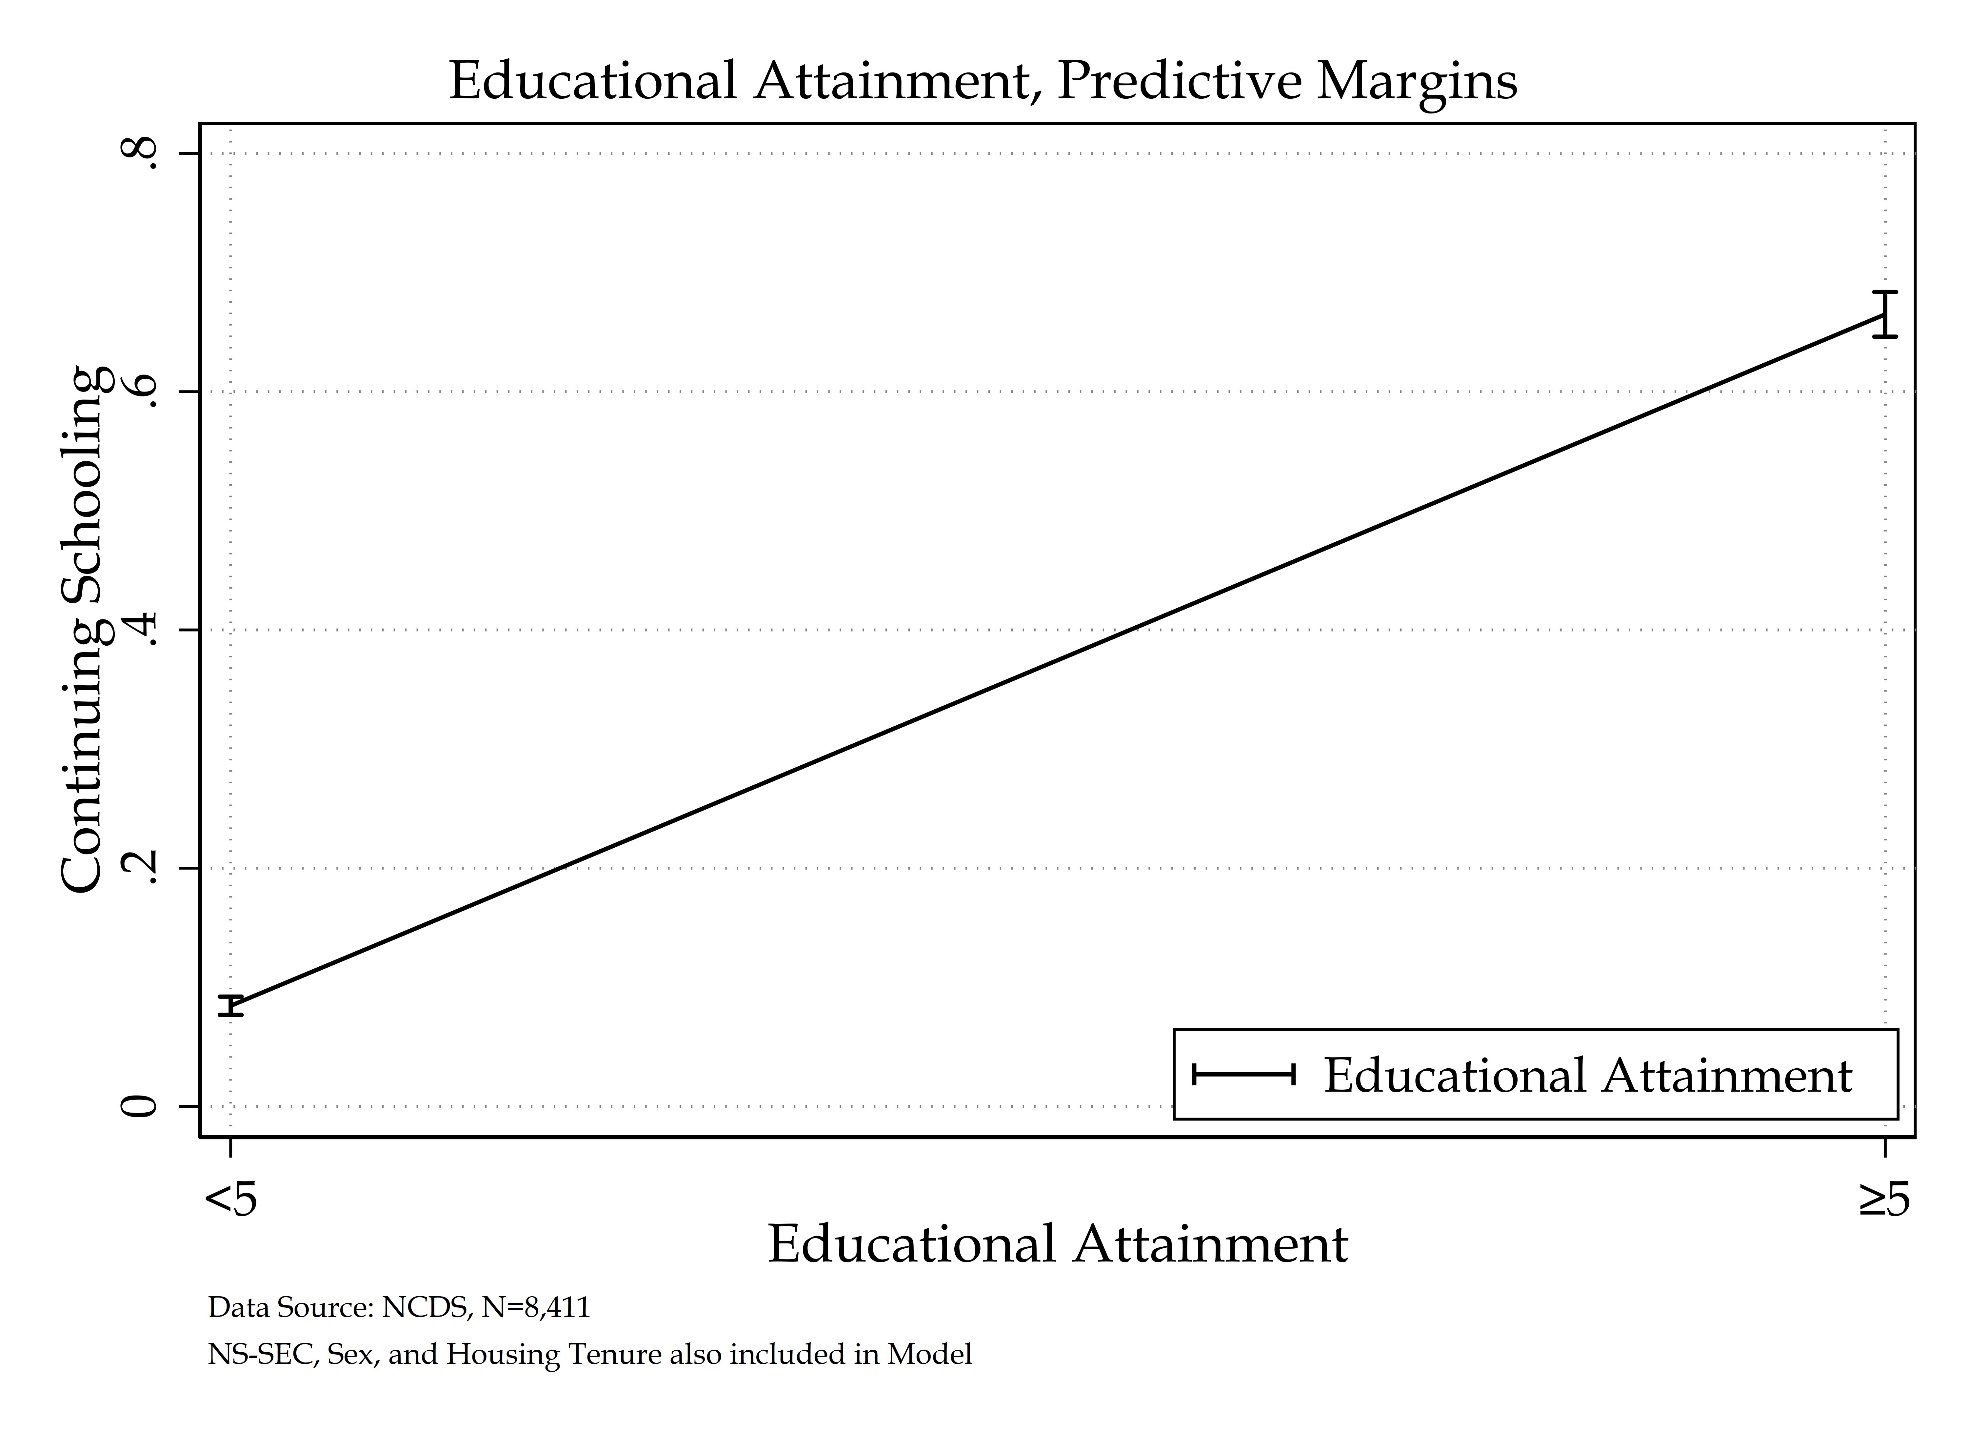 Educational Attainment, Predictive Margins
Continuing Schooling
.8
.6
.4
.2
0
Educational Attainment
<5
≥5
Educational Attainment
Data Source: NCDS, N=8,411
NS-SEC, Sex, and Housing Tenure also included in Model